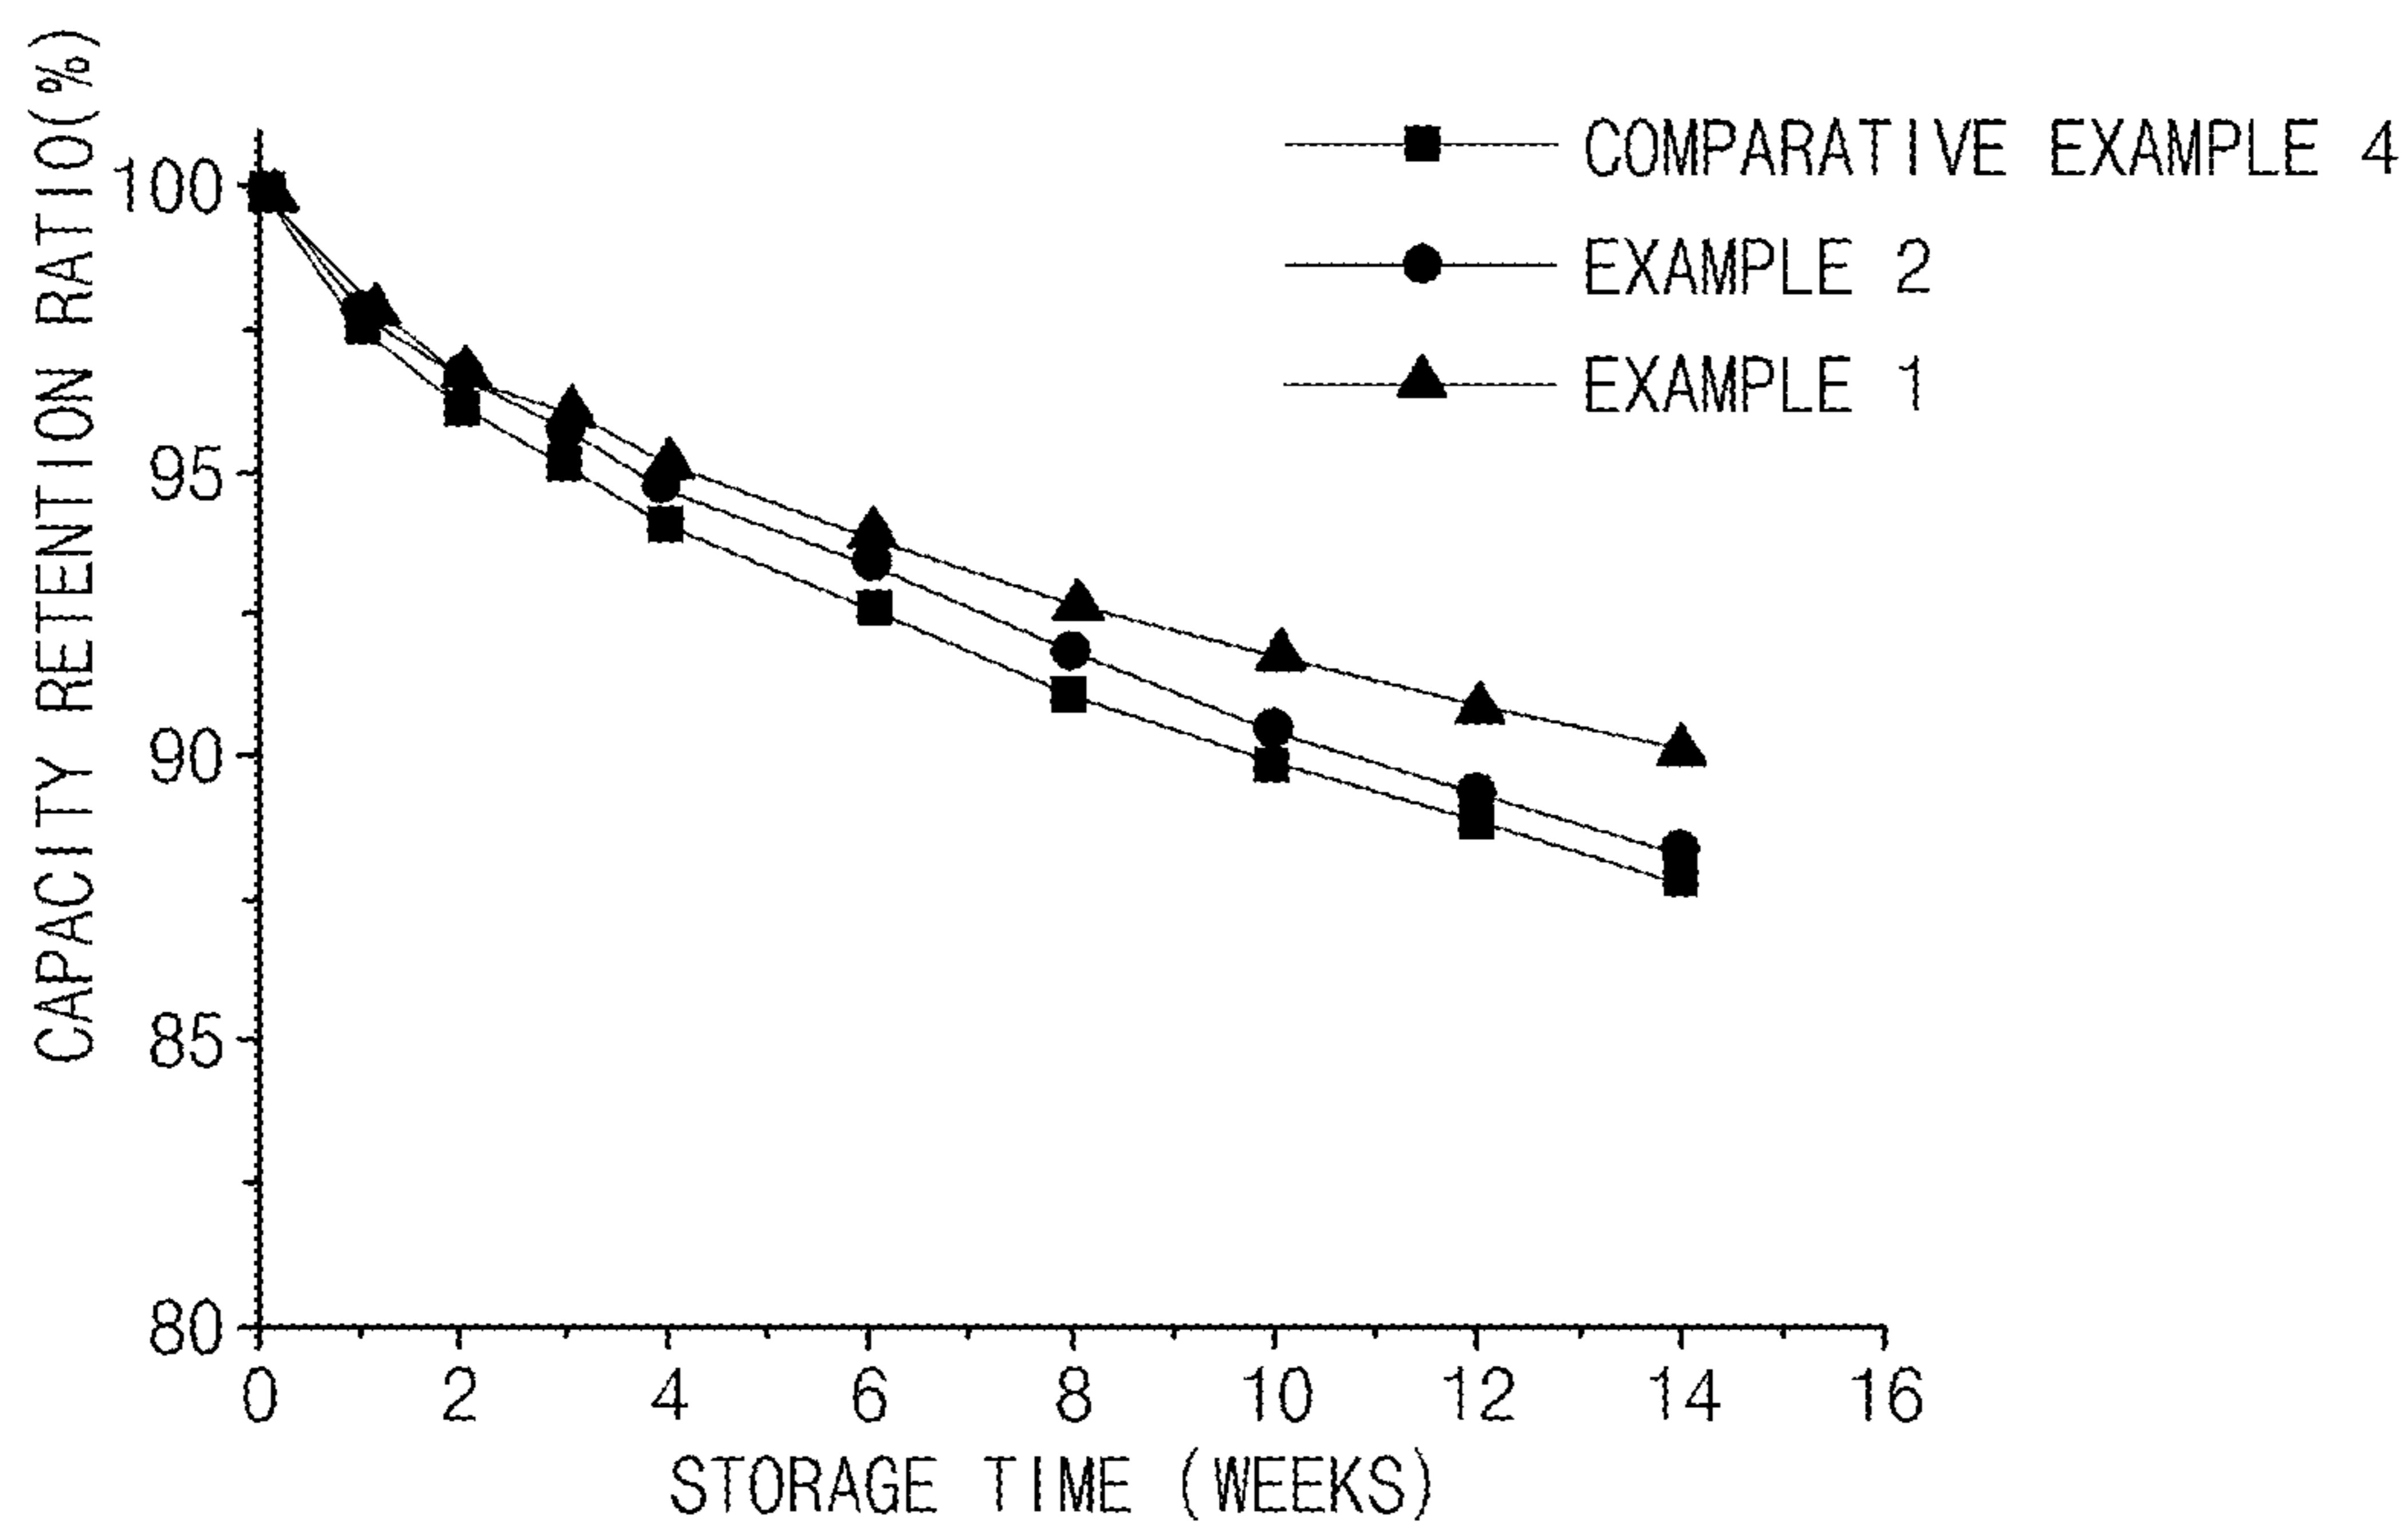 CAPACITY RETENTION RATIO(%)
100
95
90
85
80
COMPARATIVE EXAMPLE 4
EXAMPLE 2
EXAMPLE 1
0 2 4 6 8 10 12 14 16
STORAGE TIME (WEEKS)